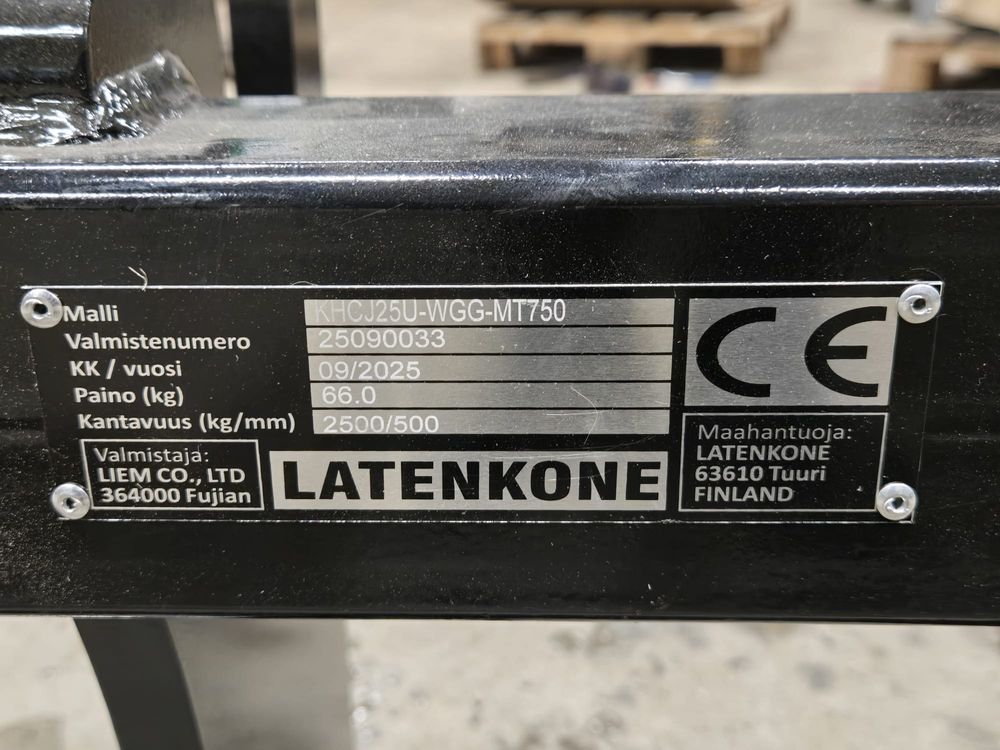 Malli KHCJ25U-WGG-MT750
Valmistenumero 25090033
KK / vuosi 09/2025
Paino (kg) 66.0
Kantavuus (kg/mm) 2500/500
CE
Valmistaja:
LIEM CO., LTD
364000 Fujian
LATENKONE
Maahantuoja:
LATENKONE
63610 Tuuri
FINLAND